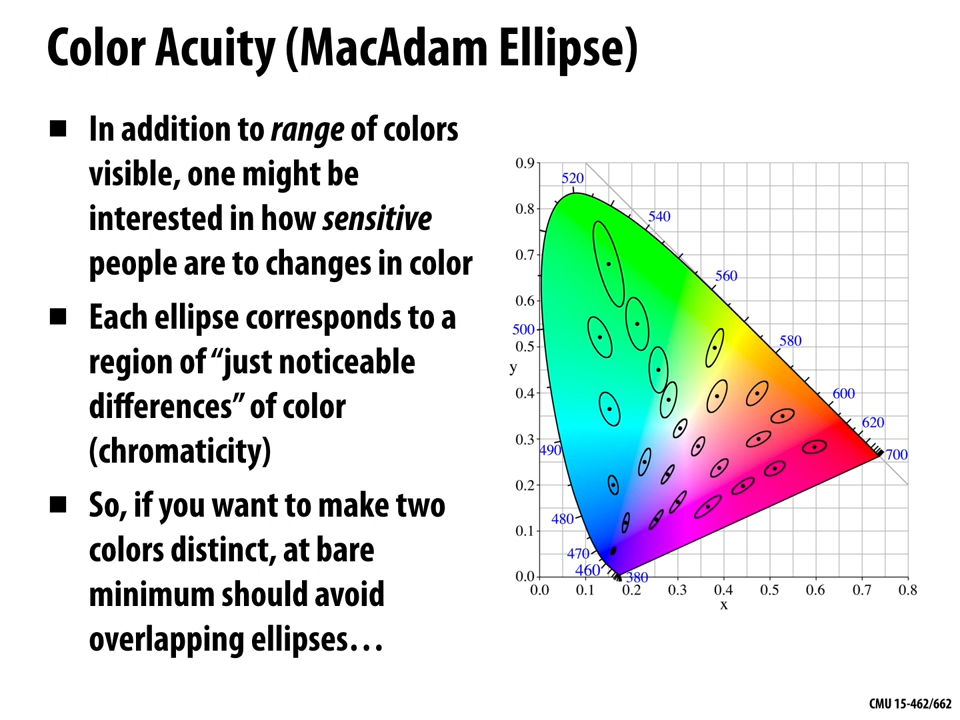 Color Acuity (MacAdam Ellipse)
■ In addition to range of colors
visible, one might be
interested in how sensitive
people are to changes in color
■ Each ellipse corresponds to a
region of “just noticeable
differences” of color
(chromaticity)
■ So, if you want to make two
colors distinct, at bare
minimum should avoid
overlapping ellipses…
0.9
520
0.8
540
0.7
560
0.6
500
580
0.5
y
0.4
600
620
0.3
490
700
0.2
480
0.1
470
460
0.0
380
0.0 0.1 0.2 0.3 0.4 0.5 0.6 0.7 0.8
x
CMU 15-462/662